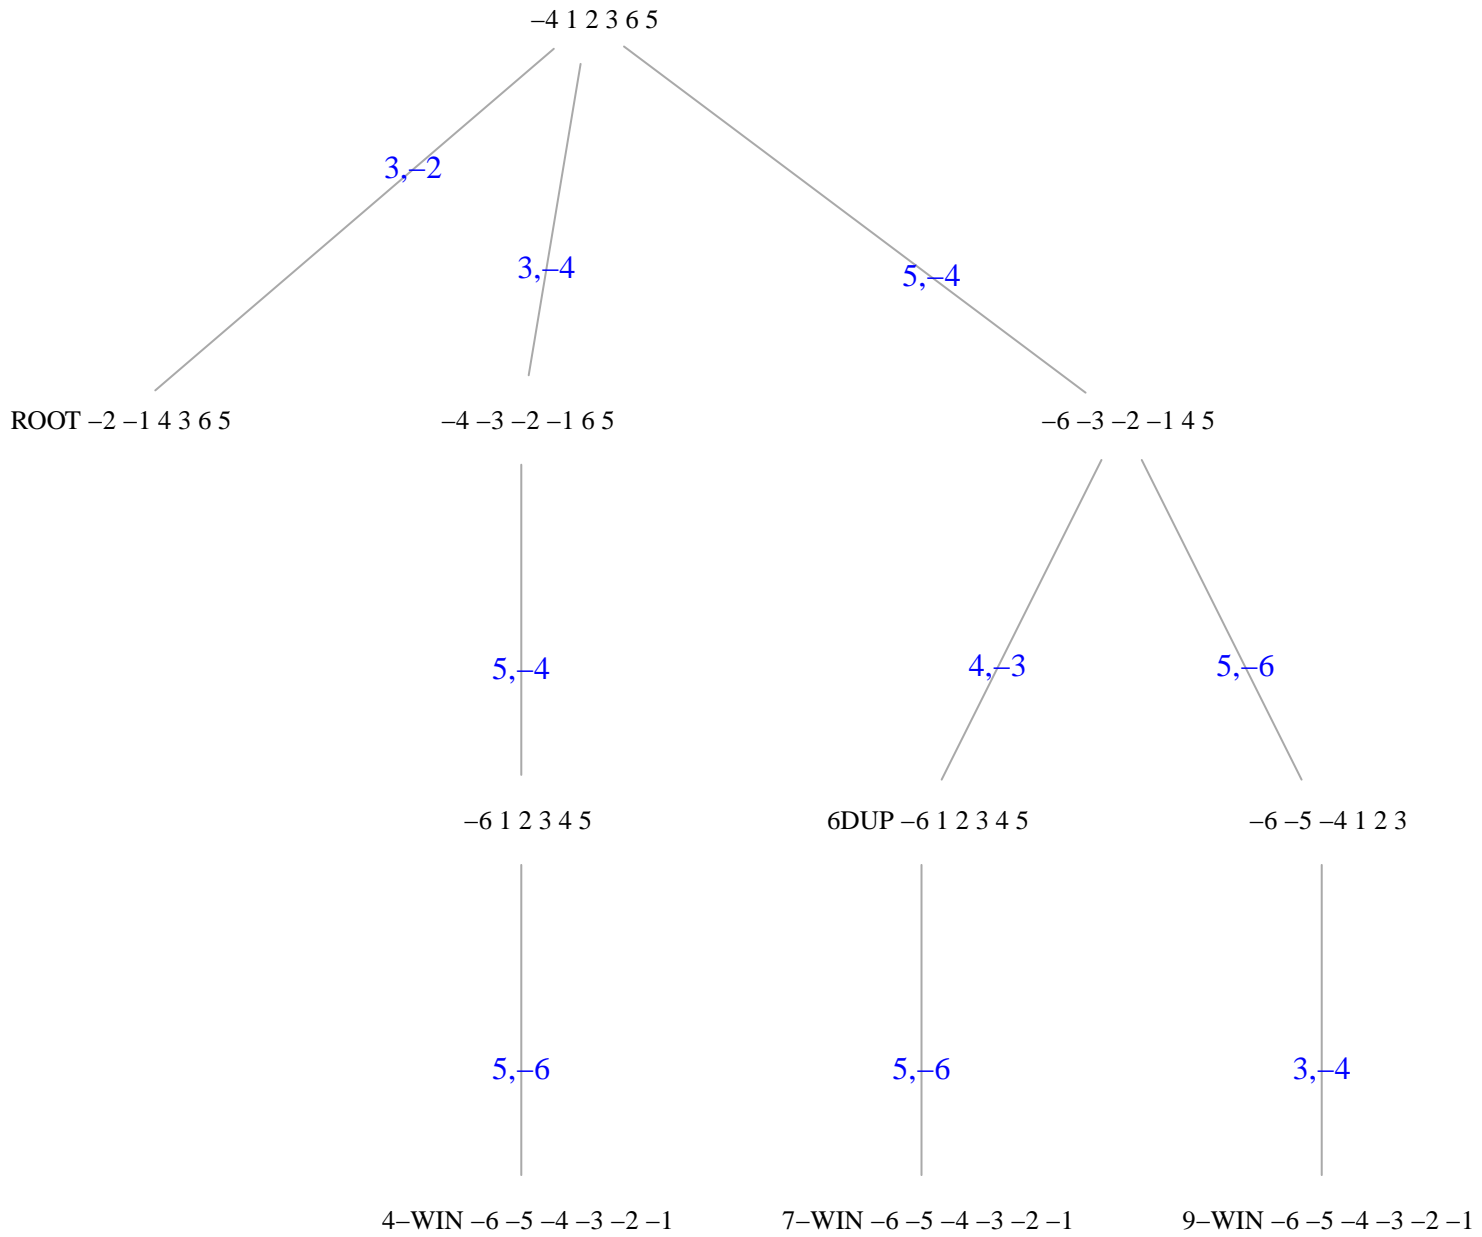 –4 1 2 3 6 5
3,–2
3,–4
5,–4
ROOT –2 –1 4 3 6 5
–4 –3 –2 –1 6 5
–6 –3 –2 –1 4 5
5,–4
4,–3
5,–6
–6 1 2 3 4 5
6DUP –6 1 2 3 4 5
–6 –5 –4 1 2 3
5,–6
5,–6
3,–4
4–WIN –6 –5 –4 –3 –2 –1
7–WIN –6 –5 –4 –3 –2 –1
9–WIN –6 –5 –4 –3 –2 –1